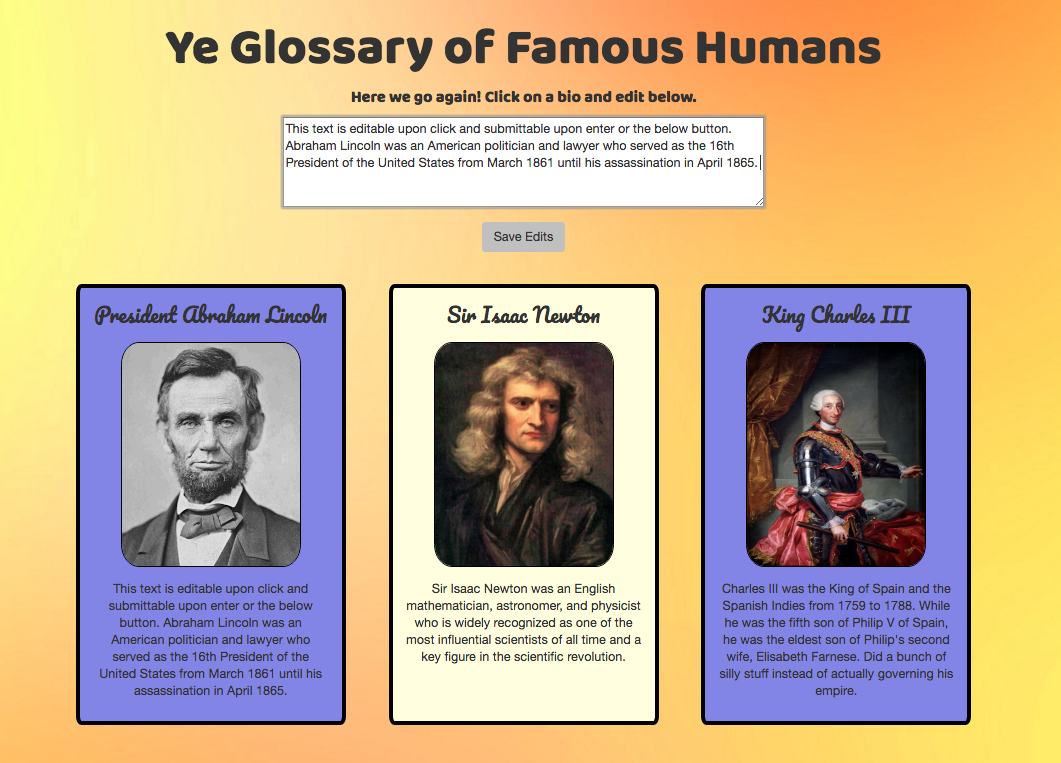 Ye Glossary of Famous Humans
Here we go again! Click on a bio and edit below.
This text is editable upon click and submittable upon enter or the below button.
Abraham Lincoln was an American politician and lawyer who served as the 16th
President of the United States from March 1861 until his assassination in April 1865.
Save Edits
President Abraham Lincoln
This text is editable upon click and
submittable upon enter or the below
button. Abraham Lincoln was an
American politician and lawyer who
served as the 16th President of the
United States from March 1861 until his
assassination in April 1865.
Sir Isaac Newton
Sir Isaac Newton was an English
mathematician, astronomer, and physicist
who is widely recognized as one of the
most influential scientists of all time and a
key figure in the scientific revolution.
King Charles III
Charles III was the King of Spain and the
Spanish Indies from 1759 to 1788. While
he was the fifth son of Philip V of Spain,
he was the eldest son of Philip's second
wife, Elisabeth Farnese. Did a bunch of
silly stuff instead of actually governing his
empire.